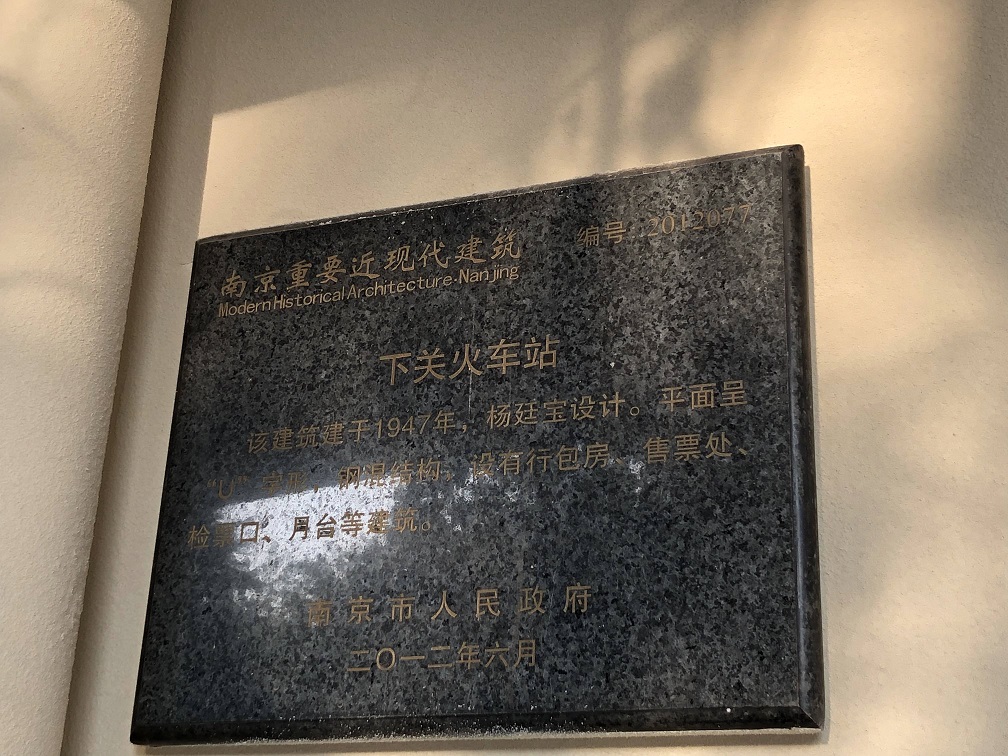 南京重要近现代建筑 编号 2012077
Modern Historical Architecture·Nanjing
下关火车站
该建筑建于1947年，杨廷宝设计。平面呈
“U”字形，钢混结构，设有行包房、售票处、
检票口、月台等建筑。
南京市人民政府
二〇一二年六月